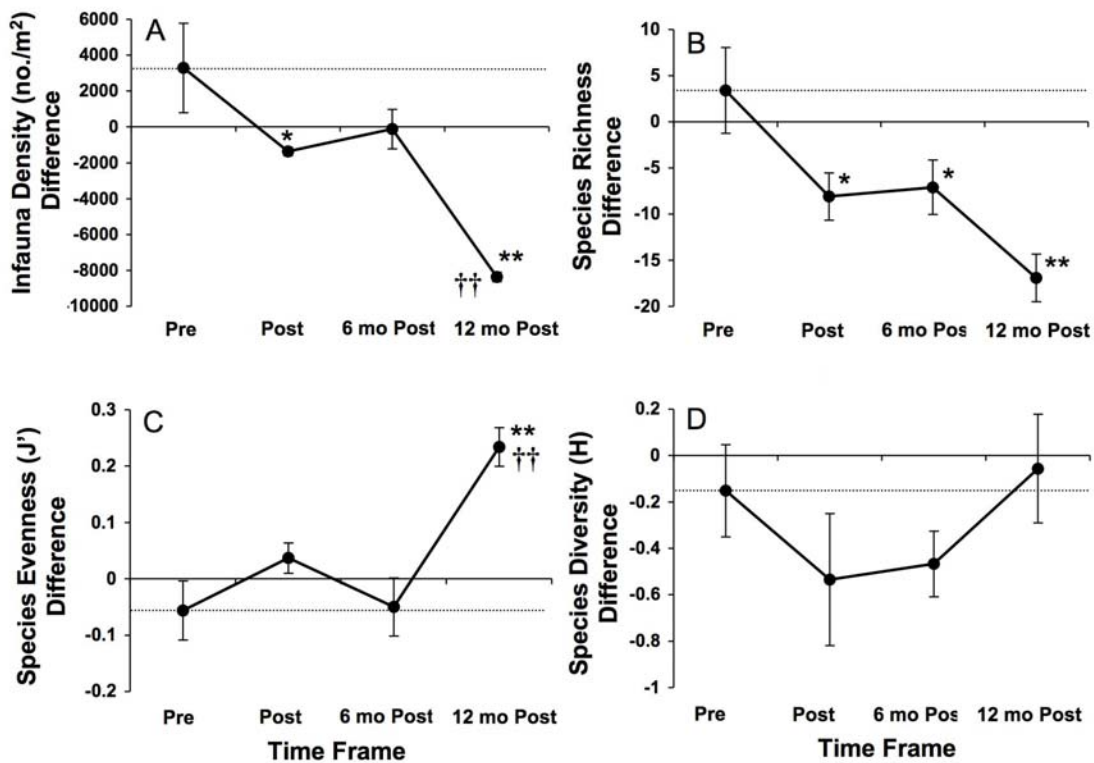 A
Infauna Density (no./m²)
Difference
6000
4000
2000
0
-2000
-4000
-6000
-8000
-10000
*
**
††
Pre Post 6 mo Post 12 mo Post
B
Species Richness
Difference
10
5
0
-5
-10
-15
-20
*
*
**
Pre Post 6 mo Pos 12 mo Post
C
Species Evenness (J’)
Difference
0.3
0.2
0.1
0
-0.1
-0.2
**
††
Pre Post 6 mo Post 12 mo Post
Time Frame
D
Species Diversity (H)
Difference
0.2
0
-0.2
-0.4
-0.6
-0.8
-1
Pre Post 6 mo Pos 12 mo Post
Time Frame